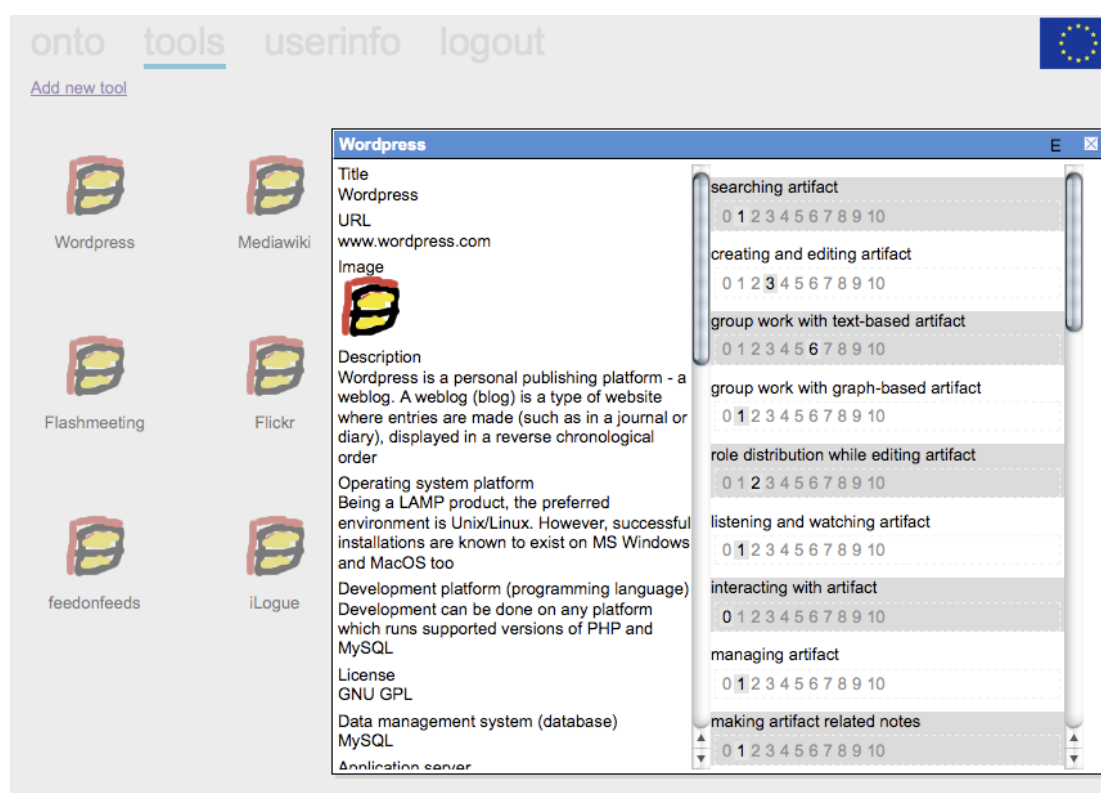 onto tools userinfo logout
Add new tool
Wordpress
Mediawiki
Flashmeeting
Flickr
feedonfeeds
iLogue
Wordpress E
Title
Wordpress
URL
www.wordpress.com
Image
Description
Wordpress is a personal publishing platform - a
weblog. A weblog (blog) is a type of website
where entries are made (such as in a journal or
diary), displayed in a reverse chronological
order
Operating system platform
Being a LAMP product, the preferred
environment is Unix/Linux. However, successful
installations are known to exist on MS Windows
and MacOS too
Development platform (programming language)
Development can be done on any platform
which runs supported versions of PHP and
MySQL
License
GNU GPL
Data management system (database)
MySQL
Application server
searching artifact
0 1 2 3 4 5 6 7 8 9 10
creating and editing artifact
0 1 2 3 4 5 6 7 8 9 10
group work with text-based artifact
0 1 2 3 4 5 6 7 8 9 10
group work with graph-based artifact
0 1 2 3 4 5 6 7 8 9 10
role distribution while editing artifact
0 1 2 3 4 5 6 7 8 9 10
listening and watching artifact
0 1 2 3 4 5 6 7 8 9 10
interacting with artifact
0 1 2 3 4 5 6 7 8 9 10
managing artifact
0 1 2 3 4 5 6 7 8 9 10
making artifact related notes
0 1 2 3 4 5 6 7 8 9 10